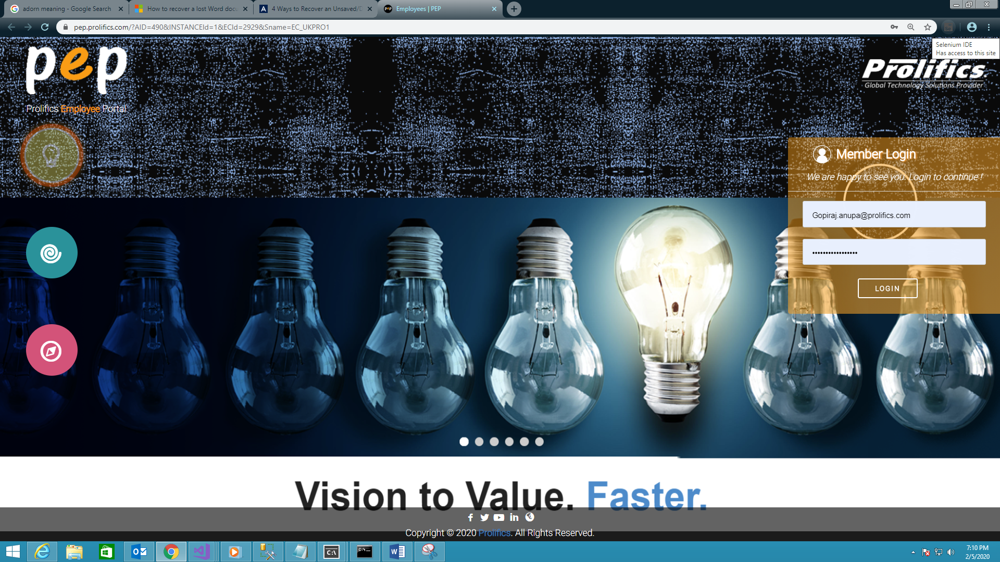 adorn meaning - Google Search
How to recover a lost Word docu
4 Ways to Recover an Unsaved/D
Employees | PEP
pep.prolifics.com/?AID=490&INSTANCEId=1&ECId=2929&Sname=EC_UKPRO1
Selenium IDE
Has access to this site
pep
Prolifics Employee Portal
Prolifics.
Global Technology Solutions Provider
Member Login
We are happy to see you. Login to continue !
Gopiraj.anupa@prolifics.com
LOGIN
Vision to Value. Faster.
Copyright © 2020 Prolifics. All Rights Reserved.
7:10 PM
2/5/2020